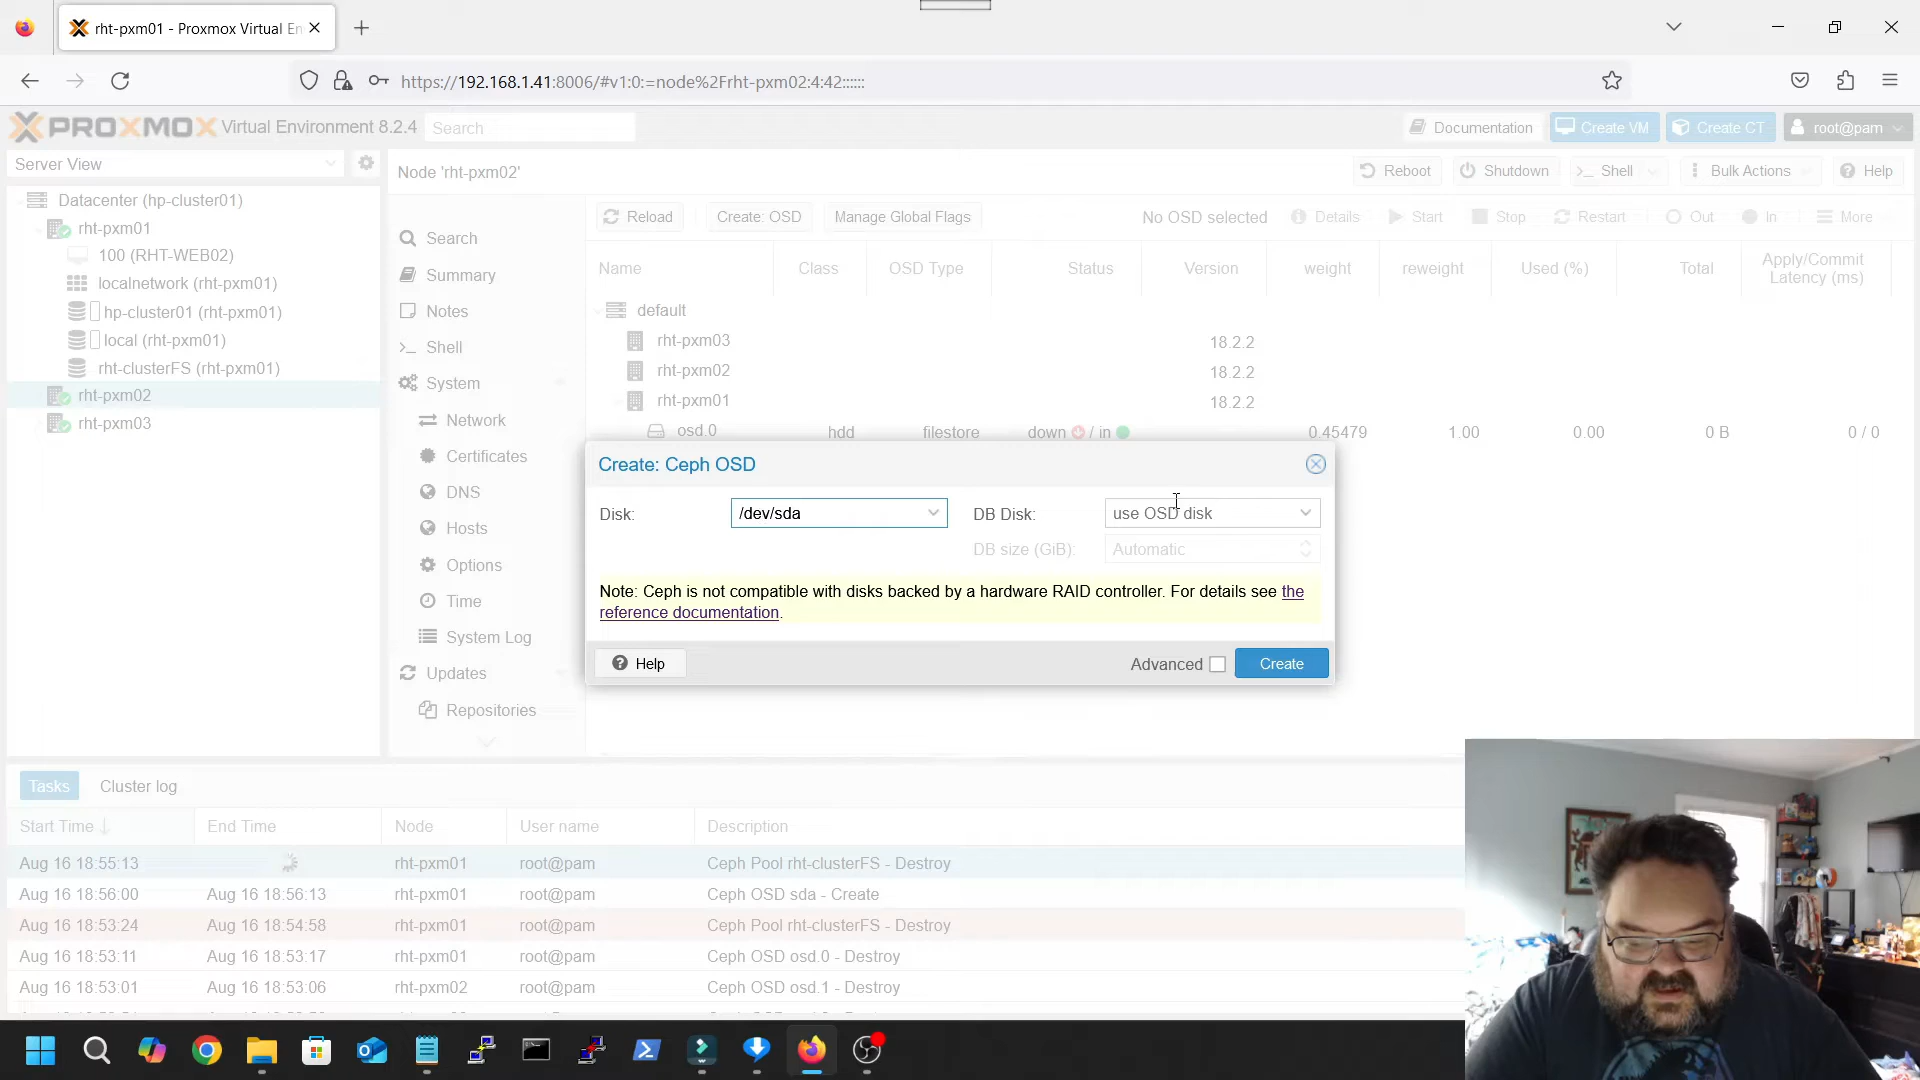 rht-pxm01 - Proxmox Virtual En
https://192.168.1.41:8006/#v1:0:=node%2Frht-pxm02:4:42::::::
PROXMOX Virtual Environment 8.2.4 Search
Documentation Create VM Create CT root@pam
Server View
Node 'rht-pxm02'
Reboot Shutdown Shell Bulk Actions Help
Datacenter (hp-cluster01)
rht-pxm01
100 (RHT-WEB02)
localnetwork (rht-pxm01)
hp-cluster01 (rht-pxm01)
local (rht-pxm01)
rht-clusterFS (rht-pxm01)
rht-pxm02
rht-pxm03
Search
Summary
Notes
Shell
System
Network
Certificates
DNS
Hosts
Options
Time
System Log
Updates
Repositories
Reload Create: OSD Manage Global Flags No OSD selected Details Start Stop Restart Out In More
Name Class OSD Type Status Version weight reweight Used (%) Total Apply/Commit
Latency (ms)
default
rht-pxm03 18.2.2
rht-pxm02 18.2.2
rht-pxm01 18.2.2
osd.0 hdd filestore down / in 0.45479 1.00 0.00 0 B 0 / 0
Create: Ceph OSD
Disk: /dev/sda DB Disk: use OSD disk
DB size (GiB): Automatic
Note: Ceph is not compatible with disks backed by a hardware RAID controller. For details see the
reference documentation.
Help Advanced Create
Tasks Cluster log
Start Time End Time Node User name Description
Aug 16 18:55:13 rht-pxm01 root@pam Ceph Pool rht-clusterFS - Destroy
Aug 16 18:56:00 Aug 16 18:56:13 rht-pxm01 root@pam Ceph OSD sda - Create
Aug 16 18:53:24 Aug 16 18:54:58 rht-pxm01 root@pam Ceph Pool rht-clusterFS - Destroy
Aug 16 18:53:11 Aug 16 18:53:17 rht-pxm01 root@pam Ceph OSD osd.0 - Destroy
Aug 16 18:53:01 Aug 16 18:53:06 rht-pxm02 root@pam Ceph OSD osd.1 - Destroy